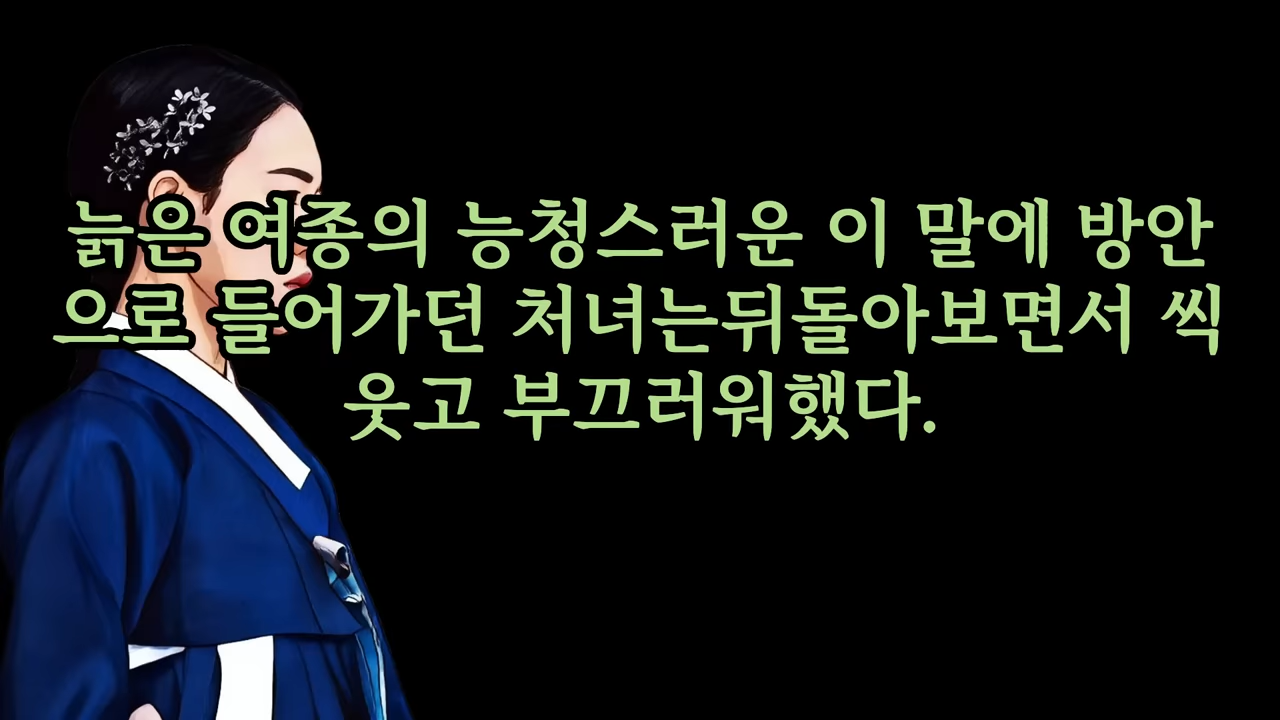 늙은 여종의 능청스러운 이 말에 방안
으로 들어가던 처녀는뒤돌아보면서 씩
웃고 부끄러워했다.